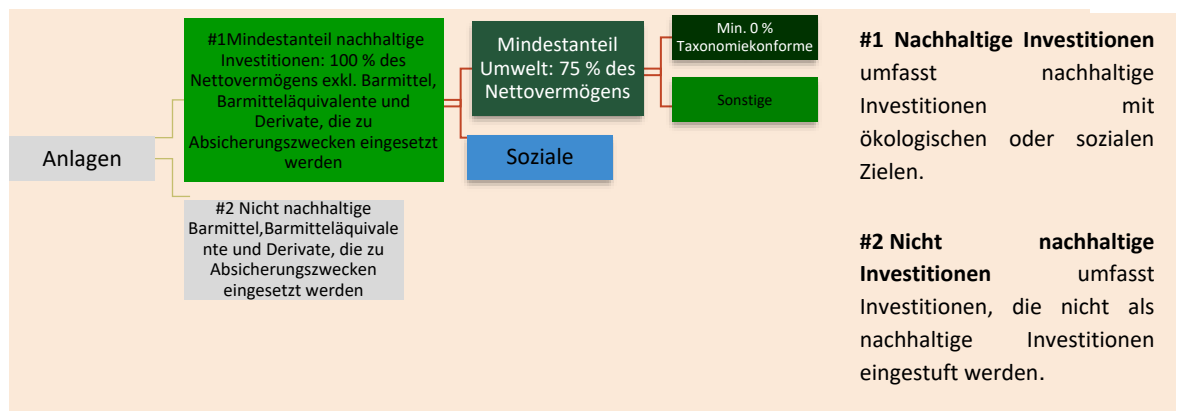 Anlagen
#1Mindestanteil nachhaltige
Investitionen: 100 % des
Nettovermögens exkl. Barmittel,
Barmitteläquivalente und
Derivate, die zu
Absicherungszwecken eingesetzt
werden
#2 Nicht nachhaltige
Barmittel,Barmitteläquivale
nte und Derivate, die zu
Absicherungszwecken
eingesetzt werden
Mindestanteil
Umwelt: 75 % des
Nettovermögens
Soziale
Min. 0 %
Taxonomiekonforme
Sonstige
#1 Nachhaltige Investitionen
umfasst nachhaltige
Investitionen mit
ökologischen oder sozialen
Zielen.
#2 Nicht nachhaltige
Investitionen umfasst
Investitionen, die nicht als
nachhaltige Investitionen
eingestuft werden.